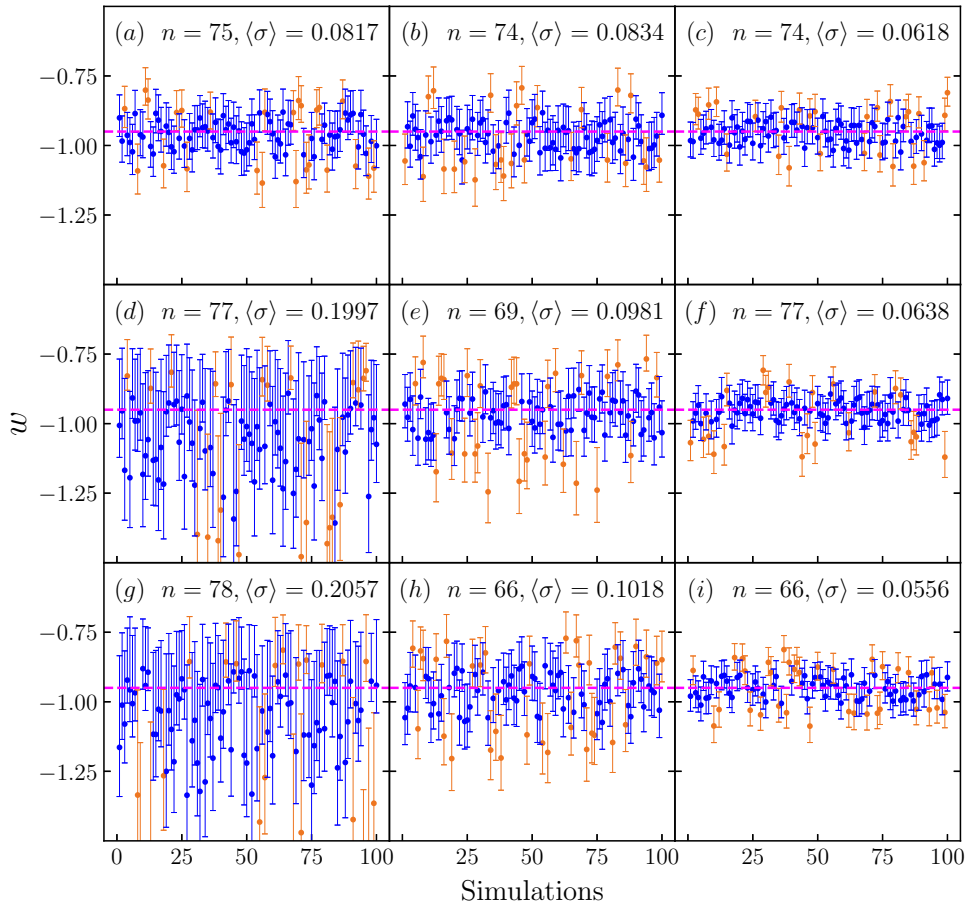 (a) n = 75, ⟨σ⟩ = 0.0817
(b) n = 74, ⟨σ⟩ = 0.0834
(c) n = 74, ⟨σ⟩ = 0.0618
−0.75
−1.00
−1.25
(d) n = 77, ⟨σ⟩ = 0.1997
(e) n = 69, ⟨σ⟩ = 0.0981
(f) n = 77, ⟨σ⟩ = 0.0638
−0.75
−1.00
−1.25
w
(g) n = 78, ⟨σ⟩ = 0.2057
(h) n = 66, ⟨σ⟩ = 0.1018
(i) n = 66, ⟨σ⟩ = 0.0556
−0.75
−1.00
−1.25
0 25 50 75 100
0 25 50 75 100
0 25 50 75 100
Simulations